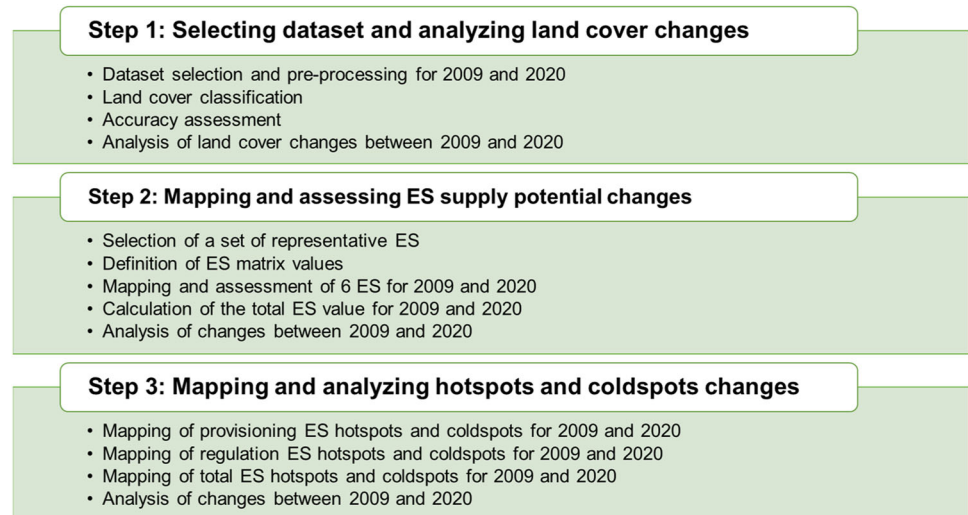 Step 1: Selecting dataset and analyzing land cover changes
• Dataset selection and pre-processing for 2009 and 2020
• Land cover classification
• Accuracy assessment
• Analysis of land cover changes between 2009 and 2020
Step 2: Mapping and assessing ES supply potential changes
• Selection of a set of representative ES
• Definition of ES matrix values
• Mapping and assessment of 6 ES for 2009 and 2020
• Calculation of the total ES value for 2009 and 2020
• Analysis of changes between 2009 and 2020
Step 3: Mapping and analyzing hotspots and coldspots changes
• Mapping of provisioning ES hotspots and coldspots for 2009 and 2020
• Mapping of regulation ES hotspots and coldspots for 2009 and 2020
• Mapping of total ES hotspots and coldspots for 2009 and 2020
• Analysis of changes between 2009 and 2020